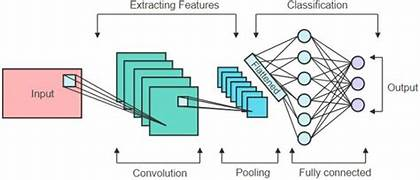 Extracting Features
Classification
Input
Flattened
Output
Convolution
Pooling
Fully connected